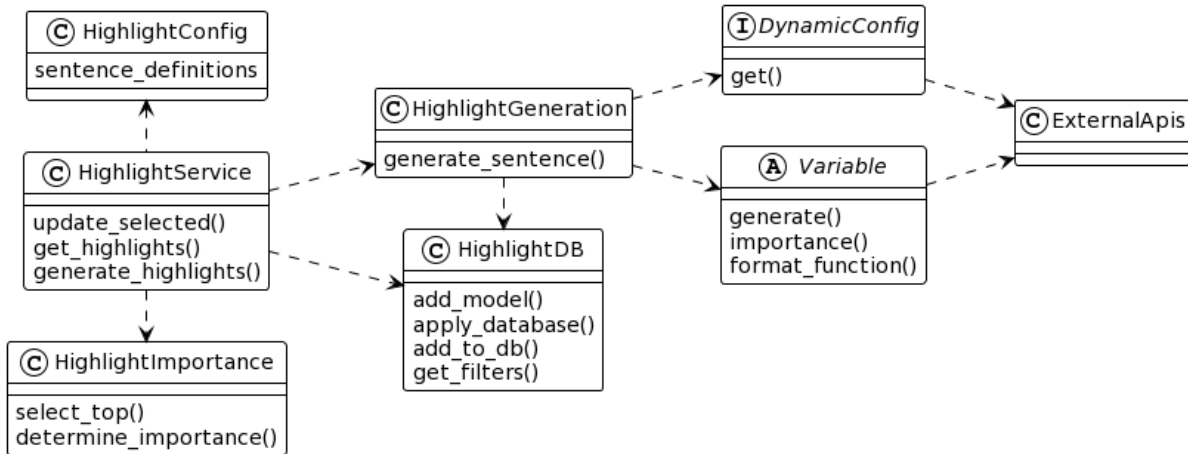 C HighlightConfig
sentence_definitions
C HighlightService
update_selected()
get_highlights()
generate_highlights()
C HighlightImportance
select_top()
determine_importance()
C HighlightGeneration
generate_sentence()
C HighlightDB
add_model()
apply_database()
add_to_db()
get_filters()
I DynamicConfig
get()
A Variable
generate()
importance()
format_function()
C ExternalApis